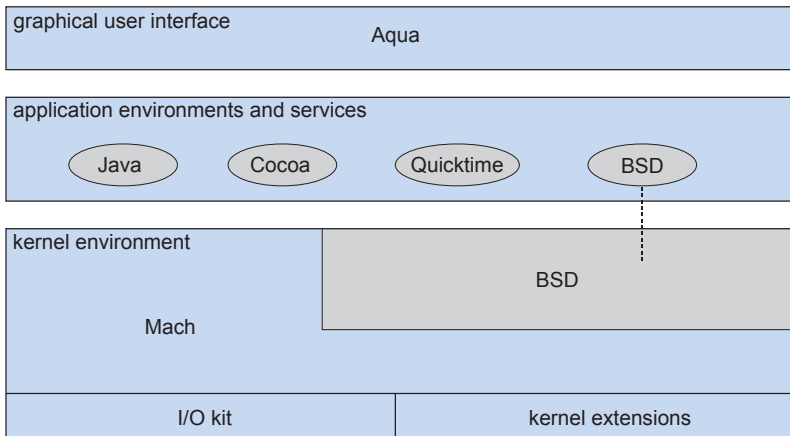 graphical user interface
Aqua
application environments and services
Java
Cocoa
Quicktime
BSD
kernel environment
BSD
Mach
I/O kit
kernel extensions